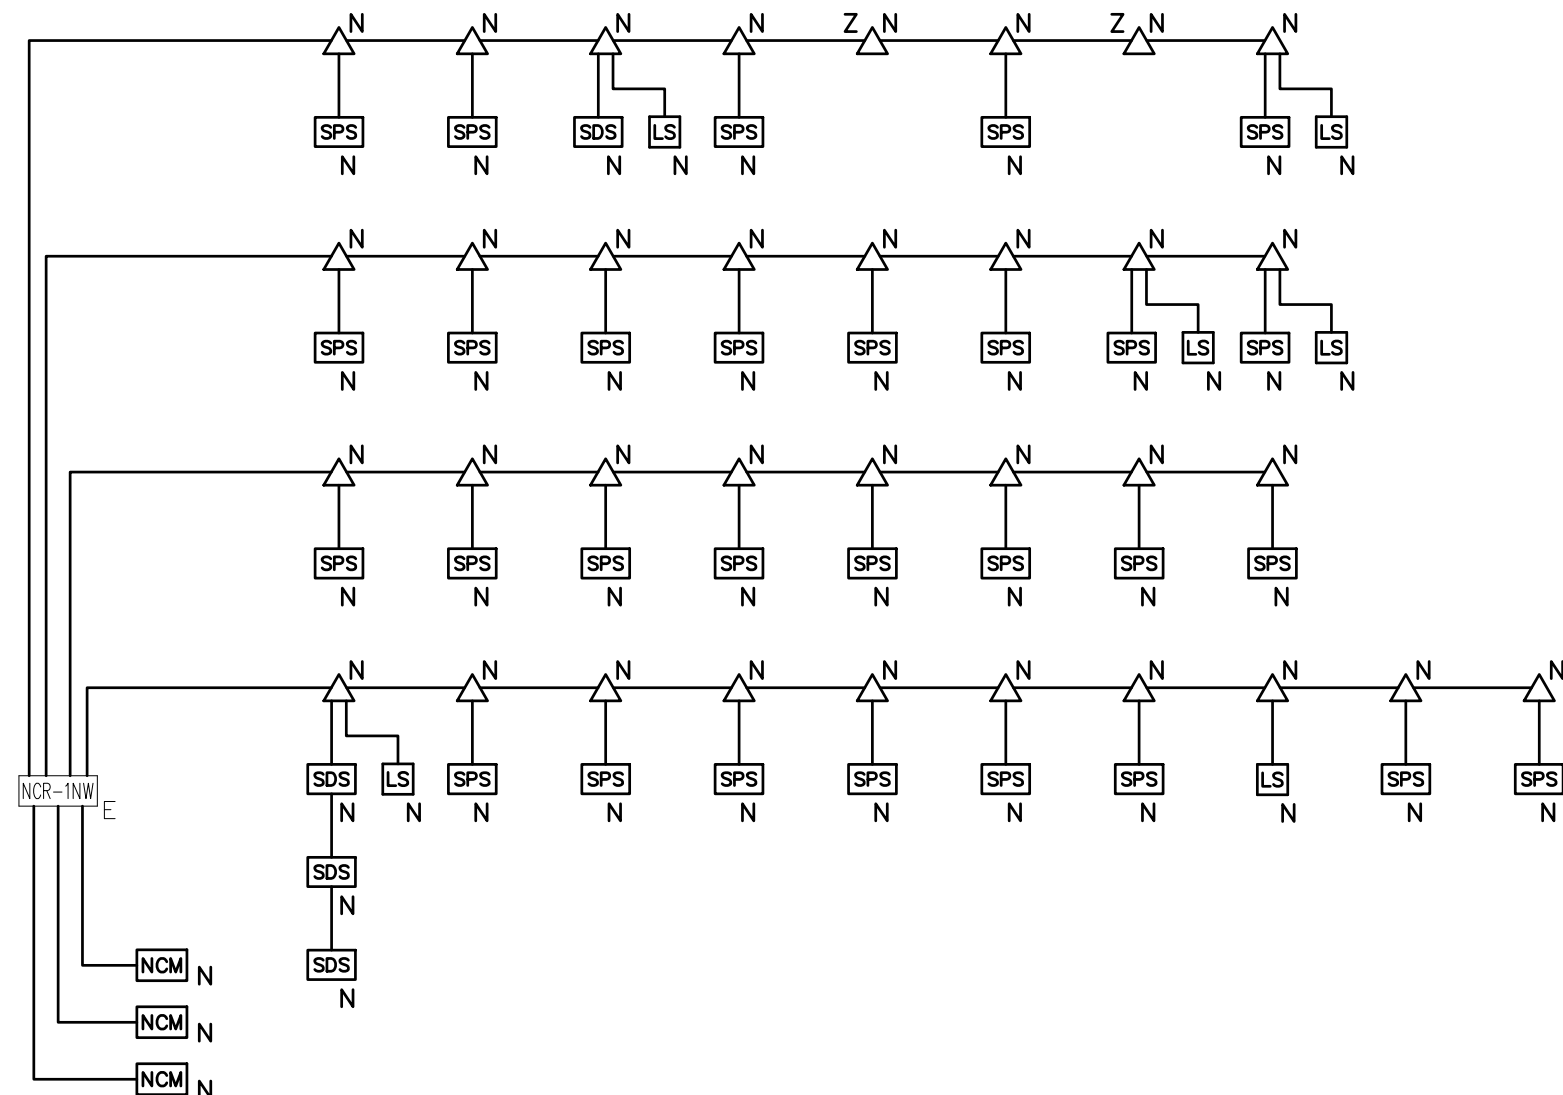 N N N N Z N N Z N N
SPS SPS SDS LS SPS SPS SPS LS
N N N N N N N N
N N N N N N N N
SPS SPS SPS SPS SPS SPS SPS LS SPS LS
N N N N N N N N N N
N N N N N N N N
SPS SPS SPS SPS SPS SPS SPS SPS
N N N N N N N N
N N N N N N N N N N
SDS LS SPS SPS SPS SPS SPS SPS LS SPS SPS
NCR-1NW
E
N N N N N N N N N N N
SDS
N
NCM N SDS
N
NCM N
NCM N